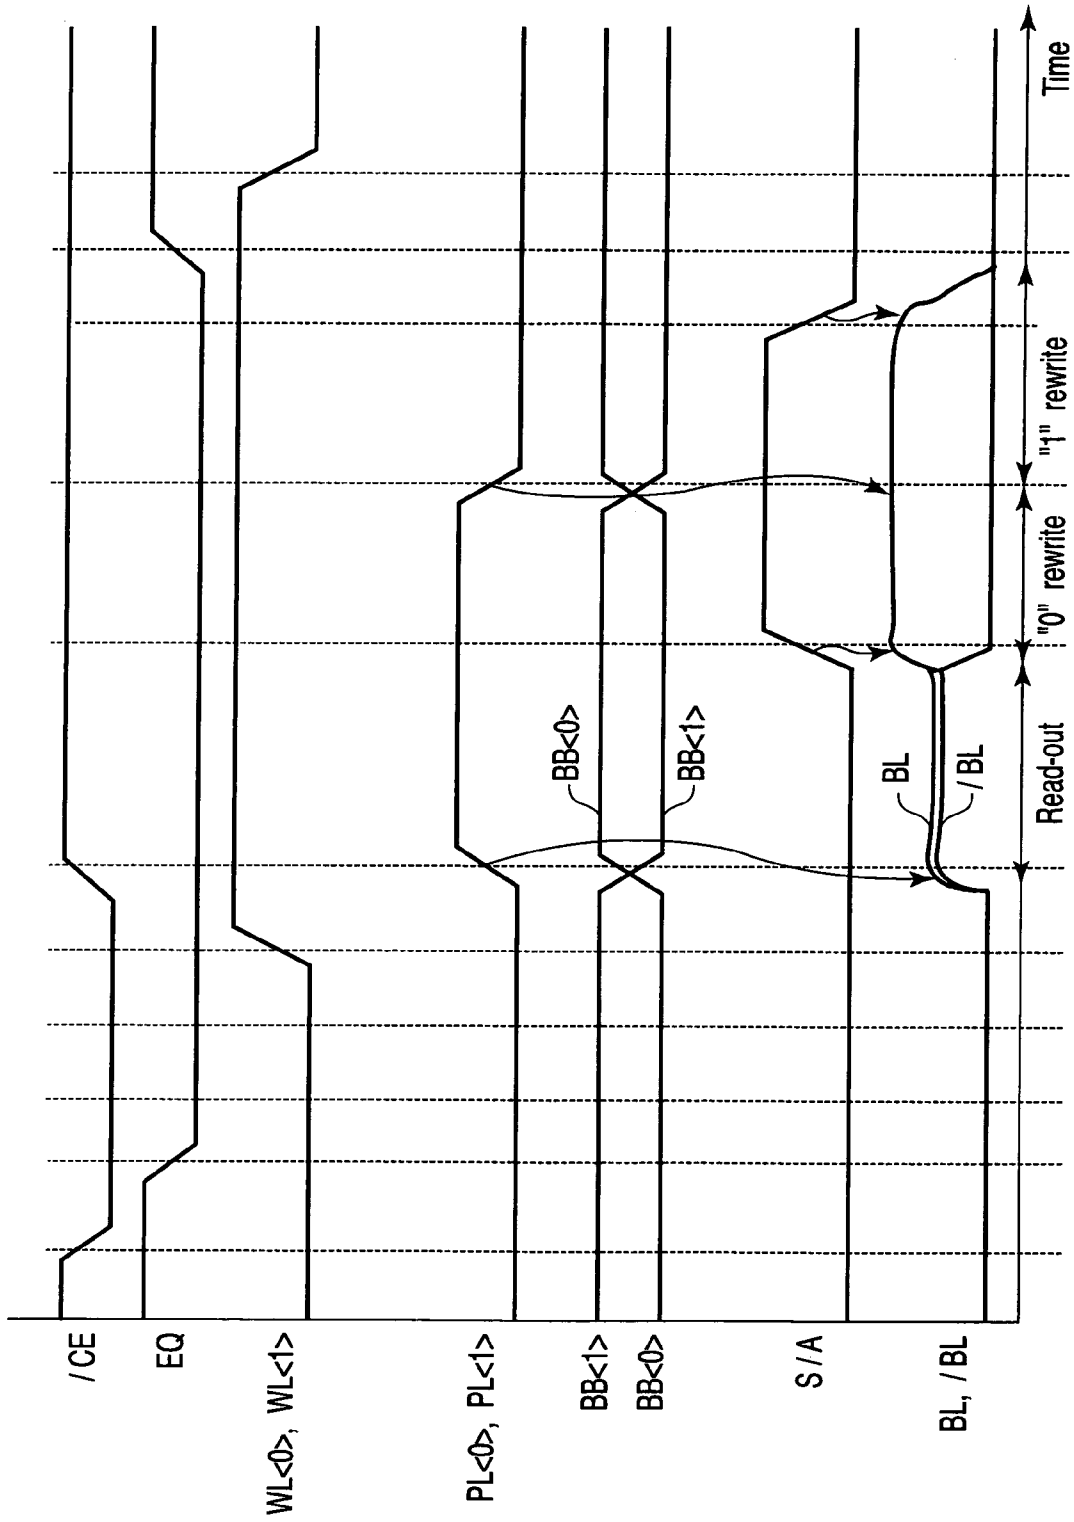 /CE
EQ
WL<0>, WL<1>
PL<0>, PL<1>
BB<1>
BB<0>
S/A
BL, /BL
BB<0>
BB<1>
BL
/BL
Read-out
"0" rewrite
"1" rewrite
Time